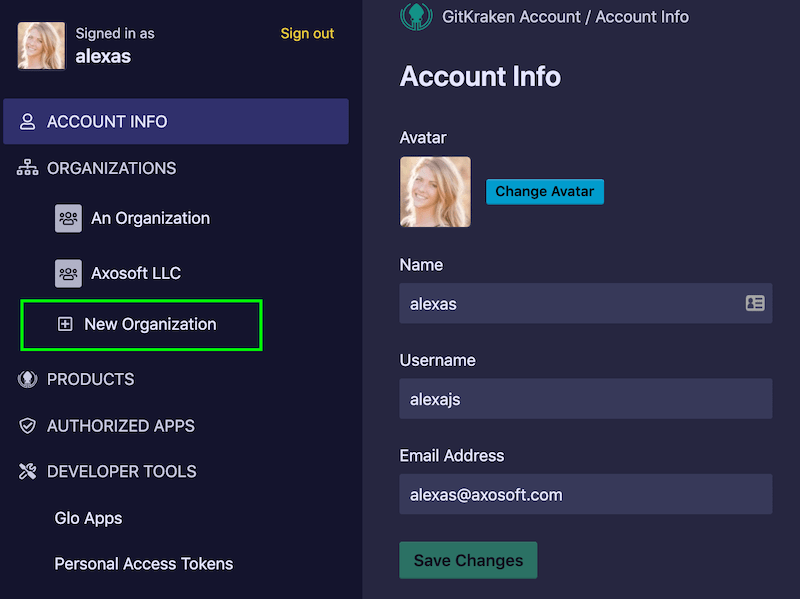 Signed in as
alexas
Sign out
ACCOUNT INFO
ORGANIZATIONS
An Organization
Axosoft LLC
New Organization
PRODUCTS
AUTHORIZED APPS
DEVELOPER TOOLS
Glo Apps
Personal Access Tokens
GitKraken Account / Account Info
Account Info
Avatar
Change Avatar
Name
alexas
Username
alexajs
Email Address
alexas@axosoft.com
Save Changes